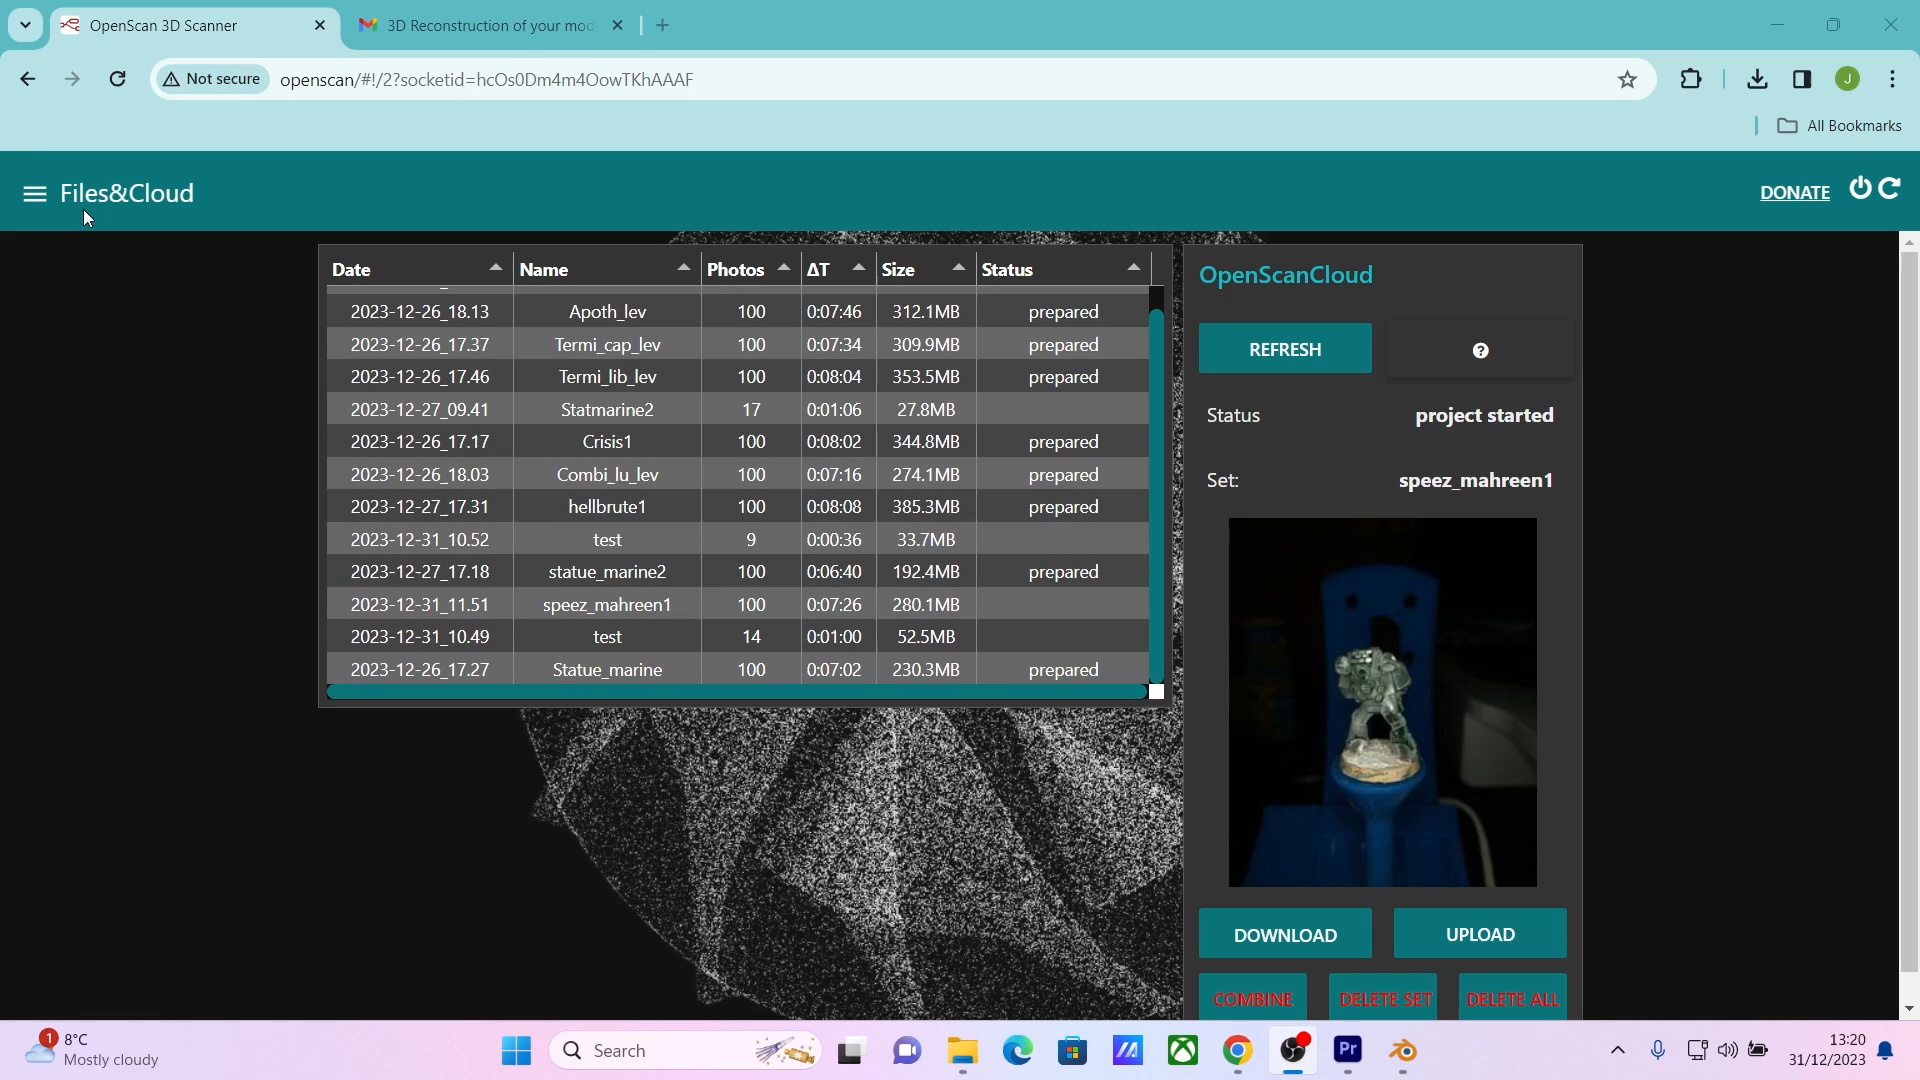 OpenScan 3D Scanner
3D Reconstruction of your mod
Not secure
openscan/#!/2?socketid=hcOs0Dm4m4OowTKhAAAF
J
All Bookmarks
Files&Cloud
DONATE
Date Name Photos ΔT Size Status
2023-12-26_18.13 Apoth_lev 100 0:07:46 312.1MB prepared
2023-12-26_17.37 Termi_cap_lev 100 0:07:34 309.9MB prepared
2023-12-26_17.46 Termi_lib_lev 100 0:08:04 353.5MB prepared
2023-12-27_09.41 Statmarine2 17 0:01:06 27.8MB
2023-12-26_17.17 Crisis1 100 0:08:02 344.8MB prepared
2023-12-26_18.03 Combi_lu_lev 100 0:07:16 274.1MB prepared
2023-12-27_17.31 hellbrute1 100 0:08:08 385.3MB prepared
2023-12-31_10.52 test 9 0:00:36 33.7MB
2023-12-27_17.18 statue_marine2 100 0:06:40 192.4MB prepared
2023-12-31_11.51 speez_mahreen1 100 0:07:26 280.1MB
2023-12-31_10.49 test 14 0:01:00 52.5MB
2023-12-26_17.27 Statue_marine 100 0:07:02 230.3MB prepared
OpenScanCloud
REFRESH
?
Status project started
Set: speez_mahreen1
DOWNLOAD UPLOAD
COMBINE DELETE SET DELETE ALL
1
8°C
Mostly cloudy
Search
Pr
13:20
31/12/2023